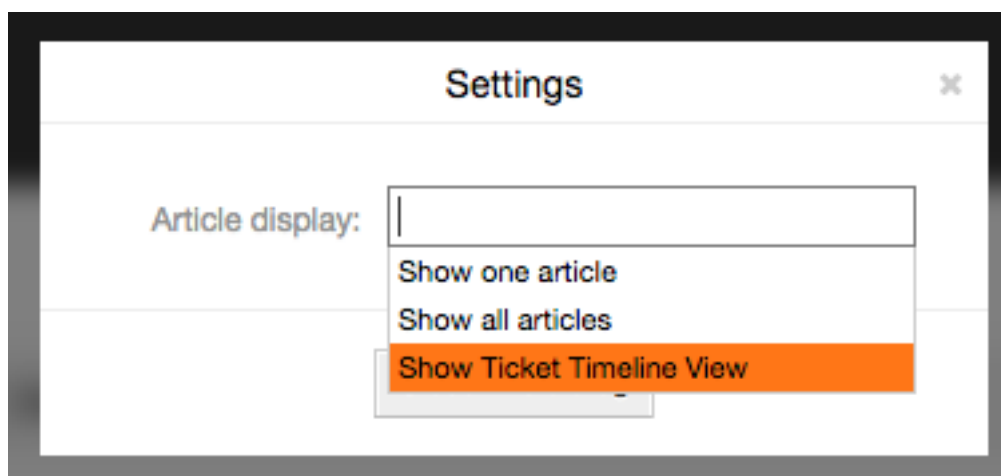 Settings
Article display:
Show one article
Show all articles
Show Ticket Timeline View